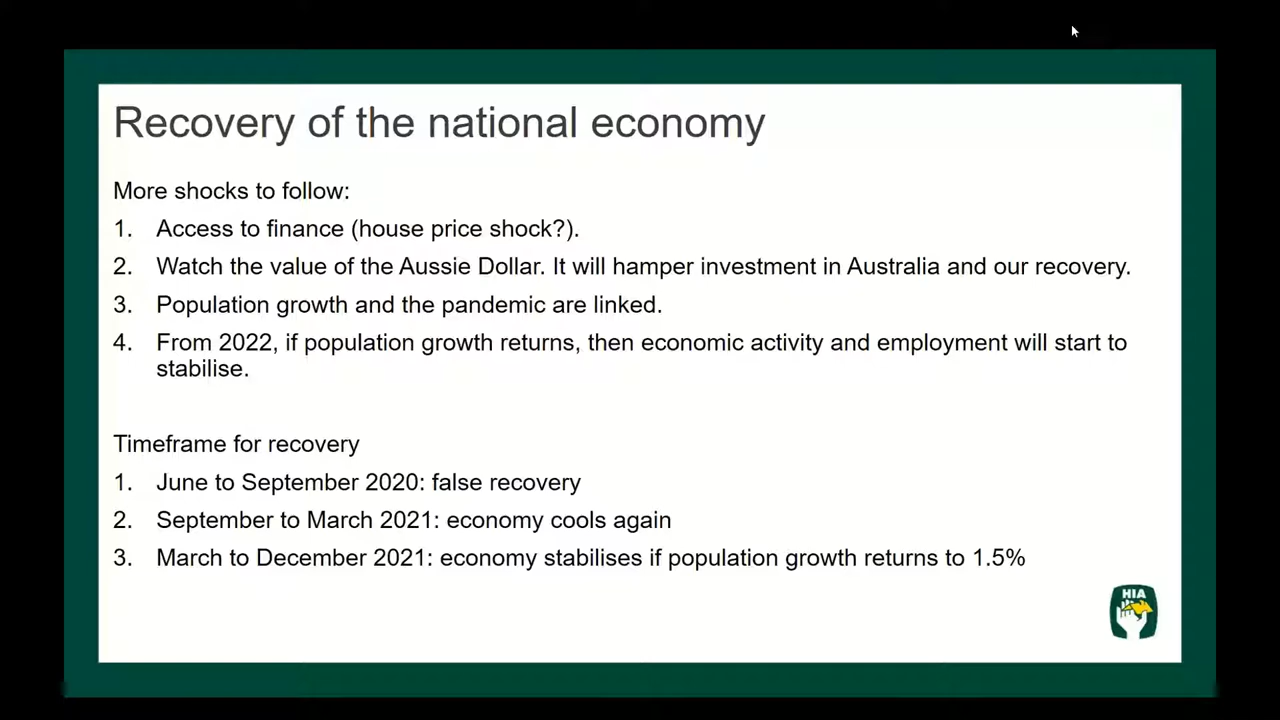 Recovery of the national economy
More shocks to follow:
1. Access to finance (house price shock?).
2. Watch the value of the Aussie Dollar. It will hamper investment in Australia and our recovery.
3. Population growth and the pandemic are linked.
4. From 2022, if population growth returns, then economic activity and employment will start to
stabilise.
Timeframe for recovery
1. June to September 2020: false recovery
2. September to March 2021: economy cools again
3. March to December 2021: economy stabilises if population growth returns to 1.5%
HIA